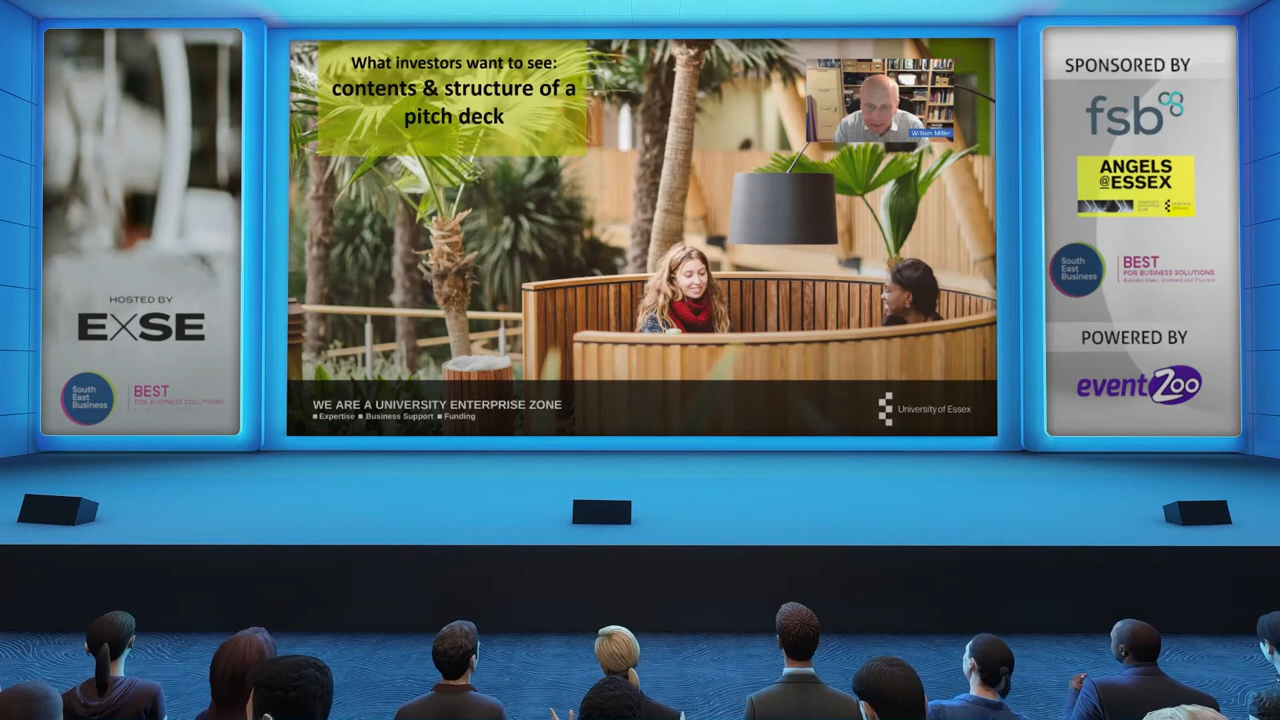 HOSTED BY
EXSE
South
East
Business
BEST
FOR BUSINESS SOLUTIONS
What investors want to see:
contents & structure of a
pitch deck
William Miller
WE ARE A UNIVERSITY ENTERPRISE ZONE
Expertise Business Support Funding
University of Essex
SPONSORED BY
fsb
ANGELS
@ESSEX
South
East
Business
BEST
FOR BUSINESS SOLUTIONS
POWERED BY
eventZoo